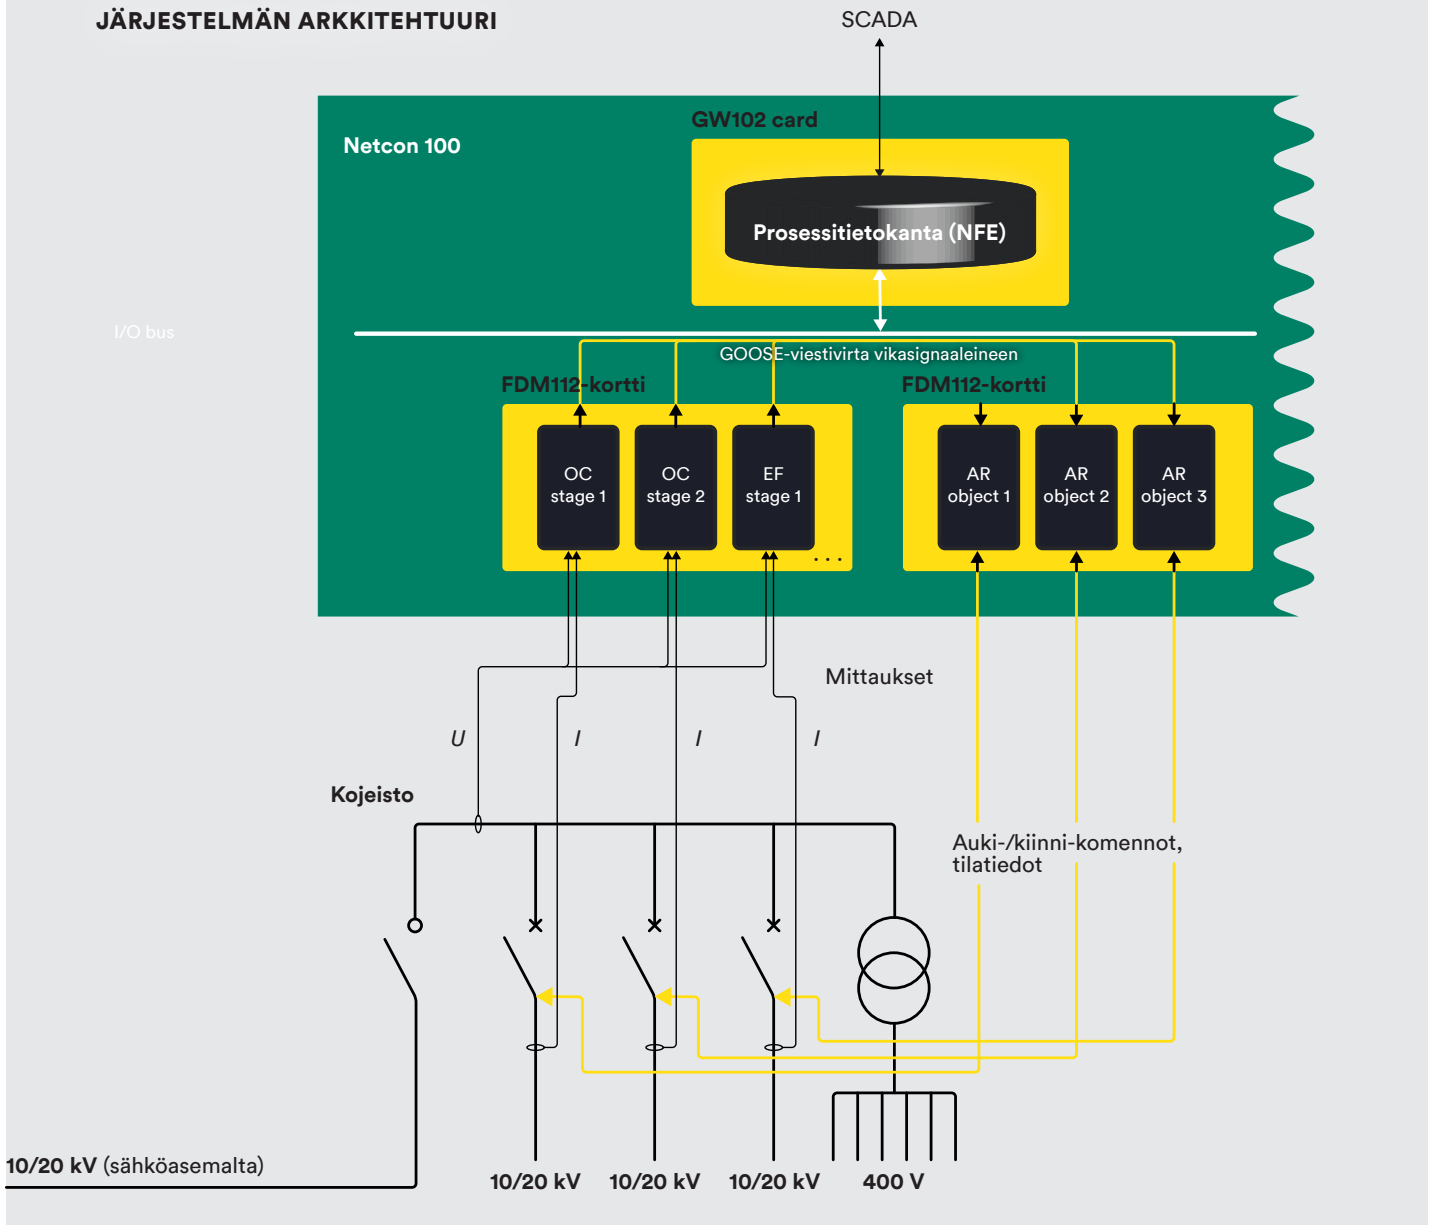 JÄRJESTELMÄN ARKKITEHTUURI
SCADA
GW102 card
Netcon 100
Prosessitietokanta (NFE)
I/O bus
GOOSE-viestivirta vikasignaaleineen
FDM112-kortti
FDM112-kortti
OC
stage 1
OC
stage 2
EF
stage 1
AR
object 1
AR
object 2
AR
object 3
. . .
Mittaukset
U
I
I
I
Kojeisto
Auki-/kiinni-komennot,
tilatiedot
10/20 kV (sähköasemalta)
10/20 kV
10/20 kV
10/20 kV
400 V